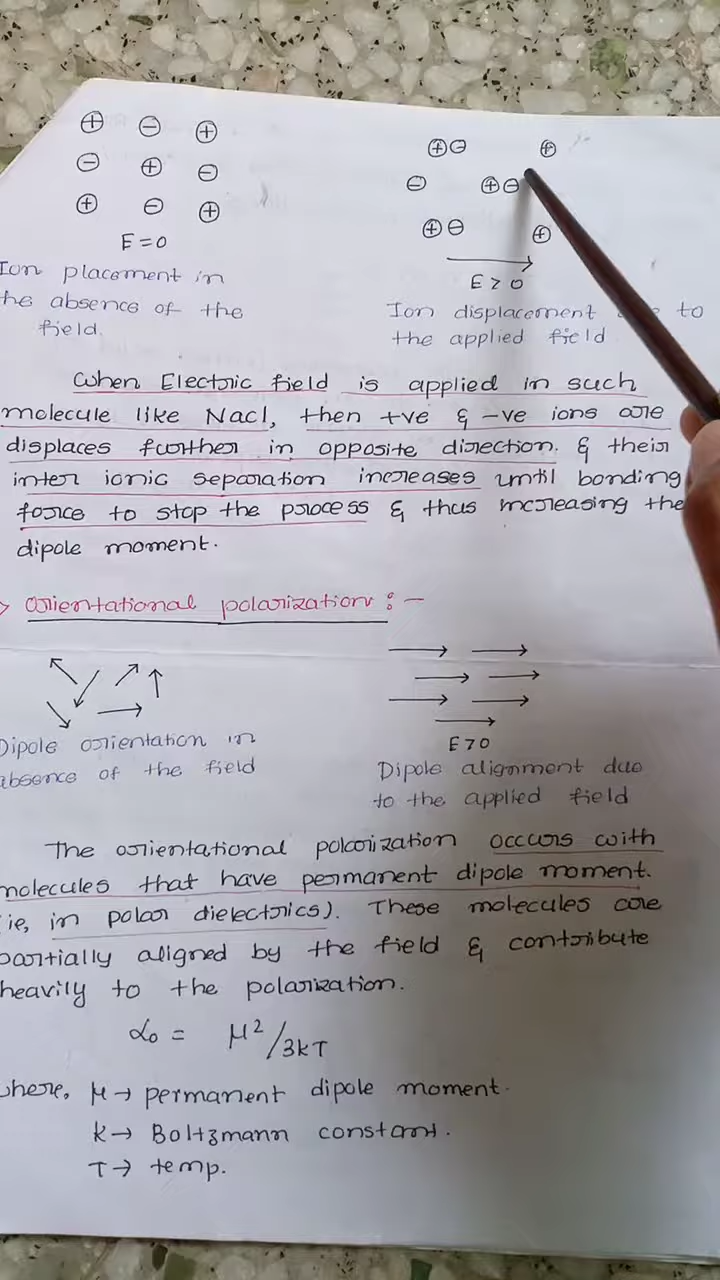 ⊕ ⊖ ⊕
⊖ ⊕ ⊖
⊕ ⊖ ⊕
E=0
Ion placement in
the absence of the
field.
⊕⊖ ⊕
⊖ ⊕⊖
⊕⊖ ⊕
E>0
Ion displacement to
the applied field
When Electric field is applied in such
molecule like Nacl, then +ve & -ve ions are
displaces further in opposite direction. & their
inter ionic separation increases until bonding
force to stop the process & thus increasing the
dipole moment.
> orientational polarization :-
Dipole orientation in
absence of the field
E>0
Dipole alignment due
to the applied field
The orientational polarization occurs with
molecules that have permanent dipole moment.
ie, in polar dielectrics). These molecules are
partially aligned by the field & contribute
heavily to the polarization.
αo = μ²/3kT
where, μ → permanent dipole moment.
k → Boltzmann constant.
T → temp.